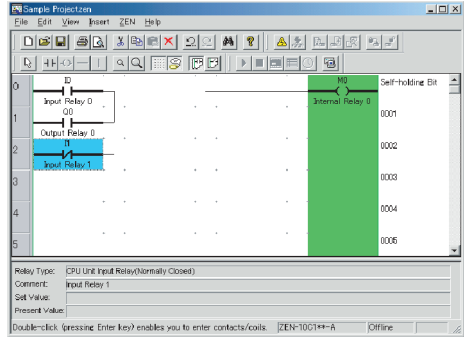 Sample Project.zen
File Edit View Insert ZEN Help
0 I0 M0 Self-holding Bit
Input Relay 0 Internal Relay 0
1 Q0 0001
Output Relay 0
2 I1 0002
Input Relay 1
3 0003
4 0004
5 0005
Relay Type: CPU Unit Input Relay(Normally Closed)
Comment: Input Relay 1
Set Value:
Present Value:
Double-click (pressing Enter key) enables you to enter contacts/coils. ZEN-10C1**-A Offline